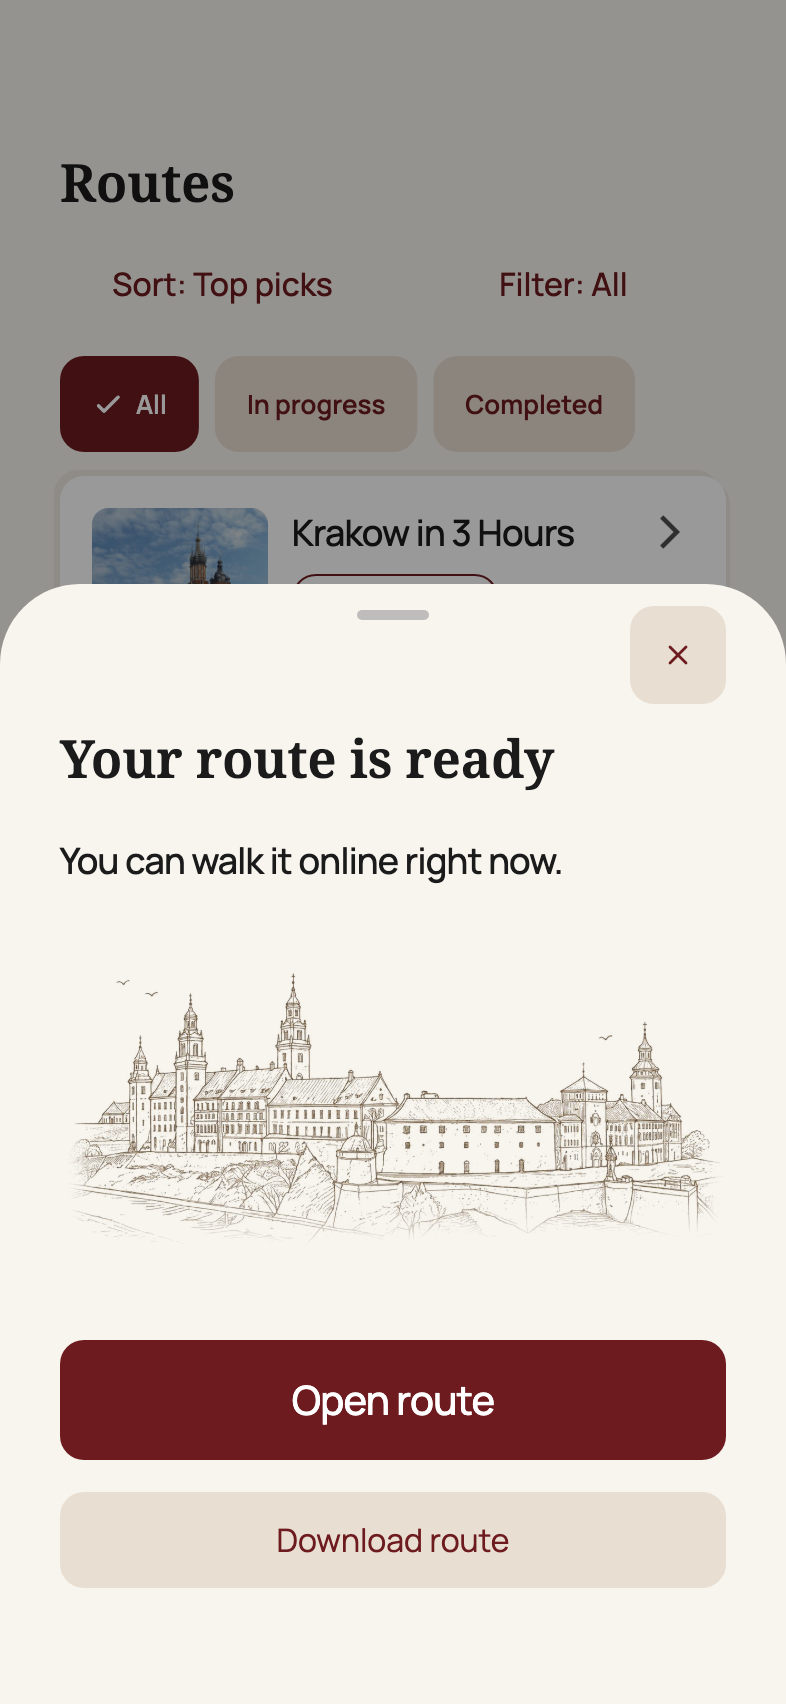 Routes
Sort: Top picks
Filter: All
All
In progress
Completed
Krakow in 3 Hours
Your route is ready
You can walk it online right now.
Open route
Download route